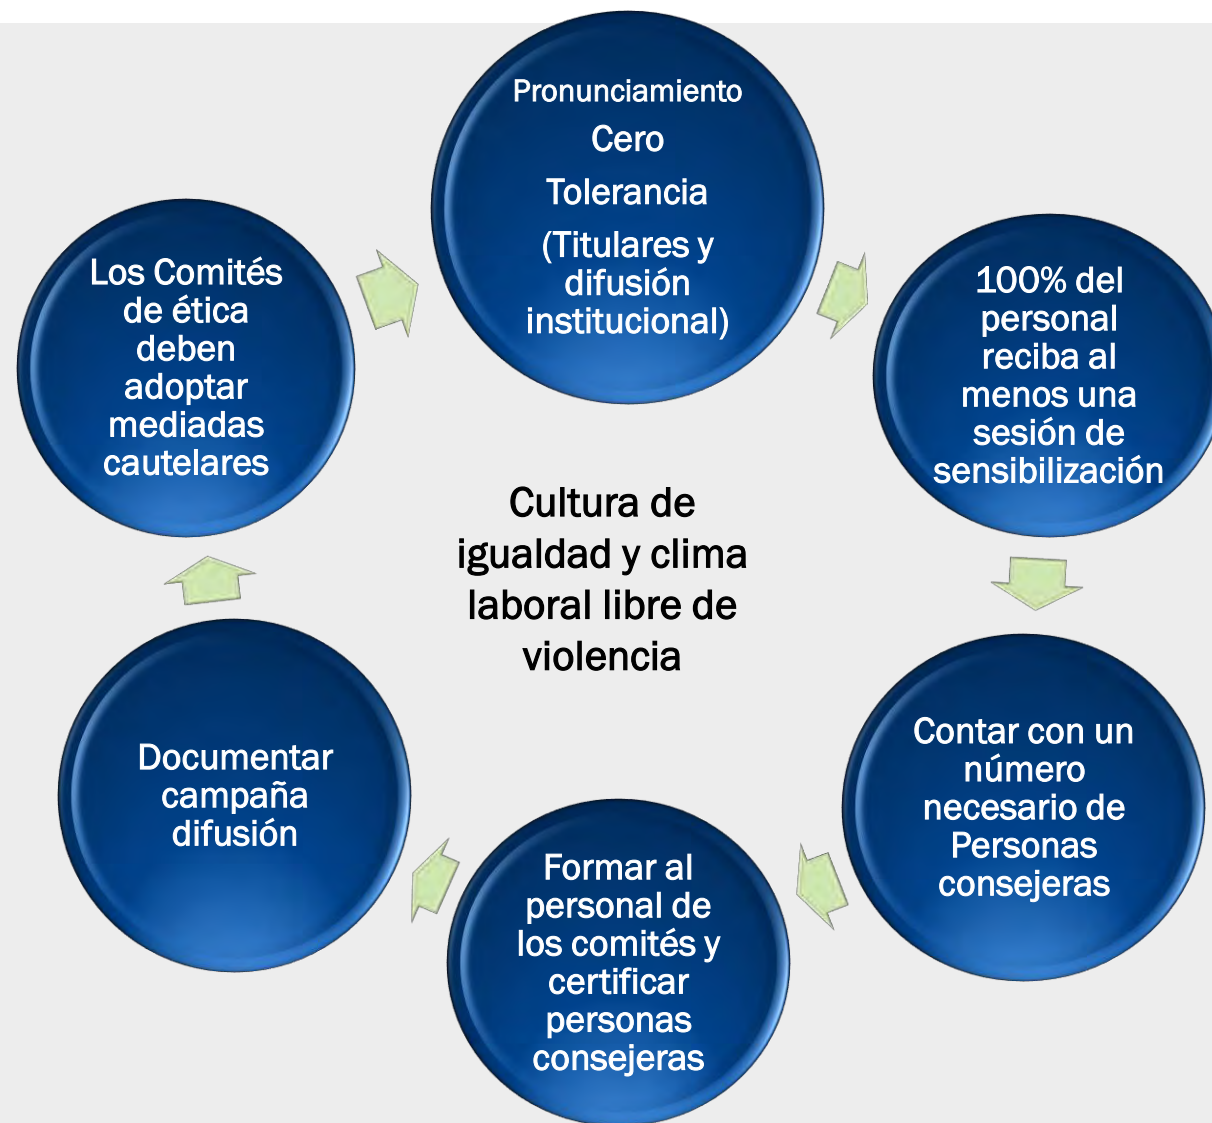 Pronunciamiento
Cero
Tolerancia
(Titulares y
difusión
institucional)
100% del
personal
reciba al
menos una
sesión de
sensibilización
Contar con un
número
necesario de
Personas
consejeras
Formar al
personal de
los comités y
certificar
personas
consejeras
Documentar
campaña
difusión
Los Comités
de ética
deben
adoptar
mediadas
cautelares
Cultura de
igualdad y clima
laboral libre de
violencia